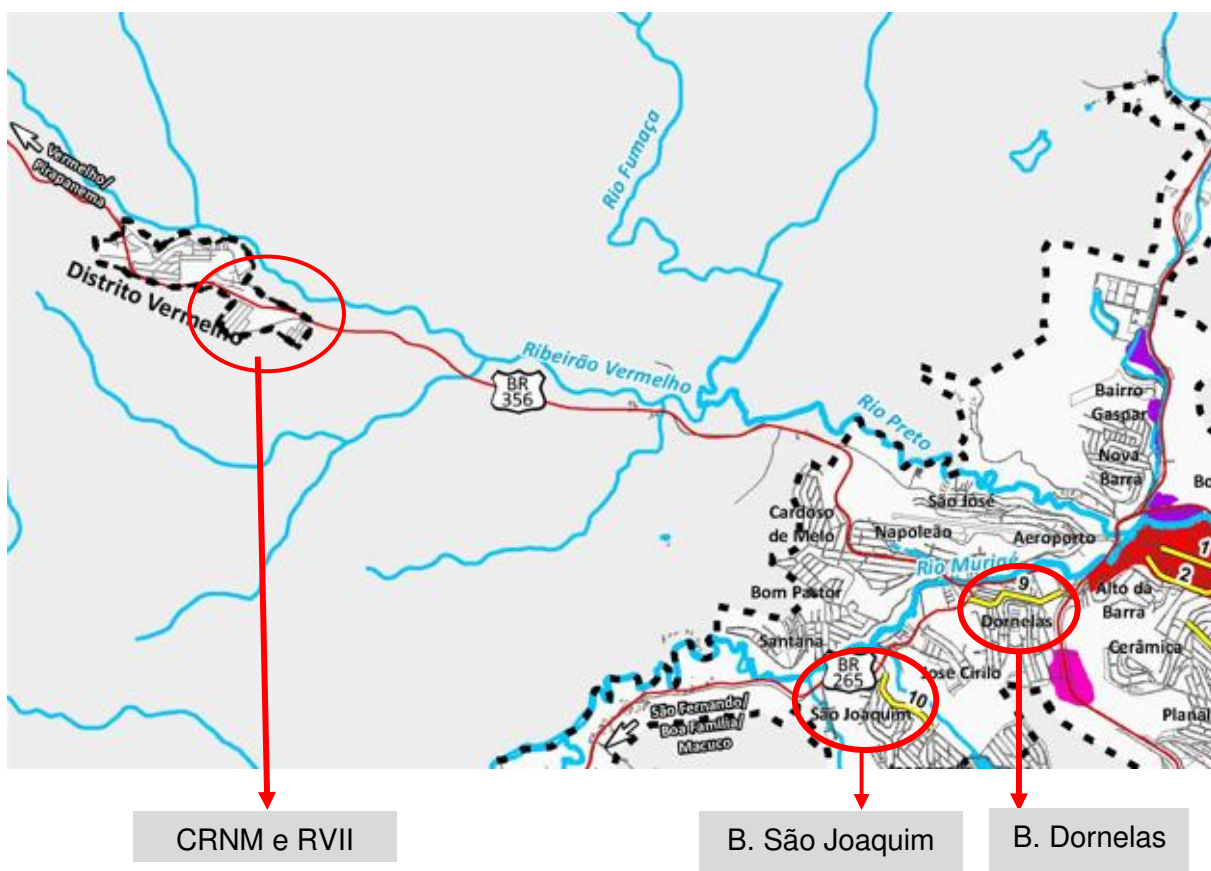 Vermelho/
Pirapanema
Distrito Vermelho
Rio Fumaça
Ribeirão Vermelho
BR
356
Rio Preto
Bairro
Gaspar
Nova
Barra
Bo
São José
Cardoso
de Melo
Napoleão
Aeroporto
1
2
Rio Muriaé
9
Bom Pastor
Alto da
Barra
Dornelas
Santana
Cerâmica
BR
265
Jose Cirilo
10
São Fernando/
Boa Família/
Macuco
São Joaquim
Planal
CRNM e RVII
B. São Joaquim
B. Dornelas